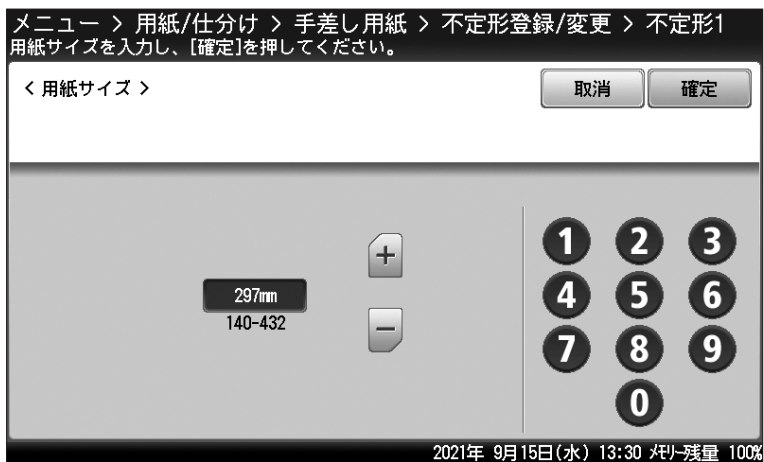 メニュー > 用紙/仕分け > 手差し用紙 > 不定形登録/変更 > 不定形1
用紙サイズを入力し、[確定]を押してください。
< 用紙サイズ >
取消
確定
+
297mm
140-432
−
1 2 3
4 5 6
7 8 9
0
2021年 9月15日(水) 13:30 ﾒﾓﾘｰ残量 100%